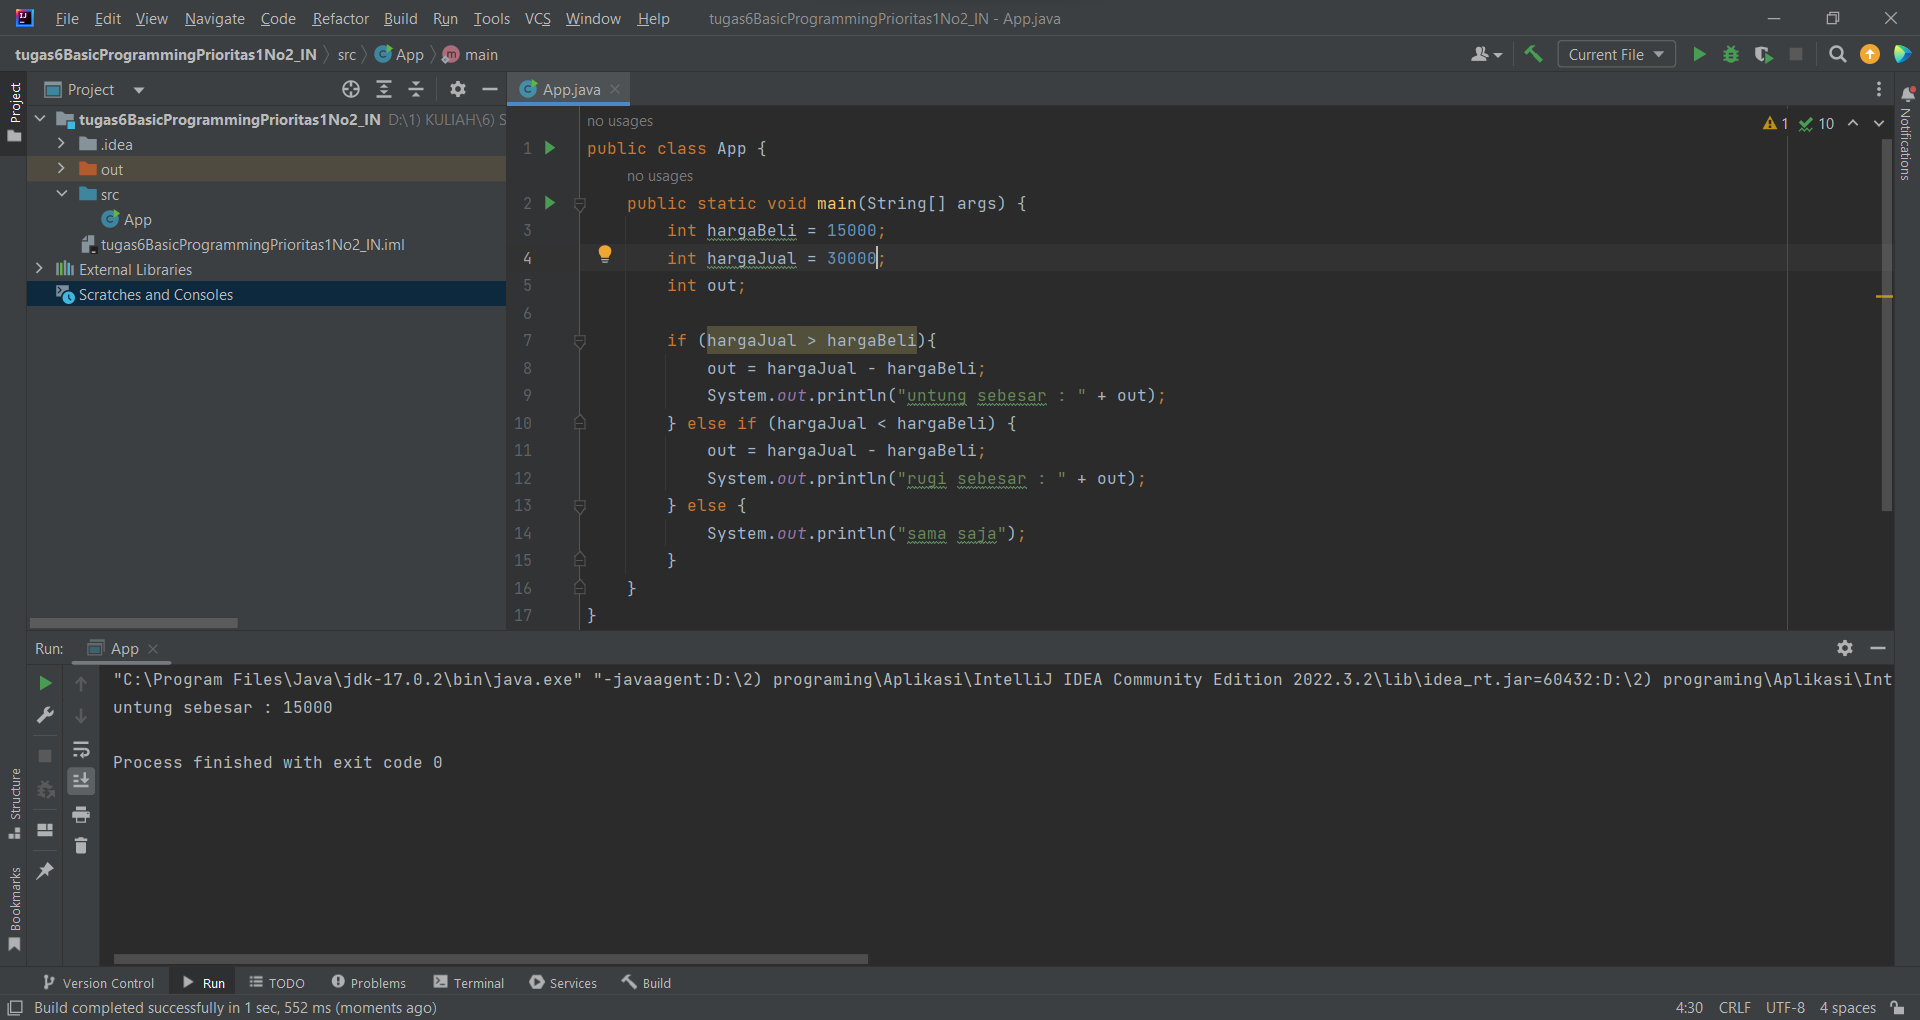 File Edit View Navigate Code Refactor Build Run Tools VCS Window Help tugas6BasicProgrammingPrioritas1No2_IN - App.java
tugas6BasicProgrammingPrioritas1No2_IN src App main Current File
Project App.java
Project
tugas6BasicProgrammingPrioritas1No2_IN D:\1) KULIAH\6) S
.idea
out
src
App
tugas6BasicProgrammingPrioritas1No2_IN.iml
External Libraries
Scratches and Consoles
no usages
1 10
1 public class App {
no usages
2 public static void main(String[] args) {
3 int hargaBeli = 15000;
4 int hargaJual = 30000;
5 int out;
6
7 if (hargaJual > hargaBeli){
8 out = hargaJual - hargaBeli;
9 System.out.println("untung sebesar : " + out);
10 } else if (hargaJual < hargaBeli) {
11 out = hargaJual - hargaBeli;
12 System.out.println("rugi sebesar : " + out);
13 } else {
14 System.out.println("sama saja");
15 }
16 }
17 }
Notifications
Run: App
"C:\Program Files\Java\jdk-17.0.2\bin\java.exe" "-javaagent:D:\2) programing\Aplikasi\IntelliJ IDEA Community Edition 2022.3.2\lib\idea_rt.jar=60432:D:\2) programing\Aplikasi\Int
untung sebesar : 15000
Process finished with exit code 0
Structure
Bookmarks
Version Control Run TODO Problems Terminal Services Build
Build completed successfully in 1 sec, 552 ms (moments ago) 4:30 CRLF UTF-8 4 spaces